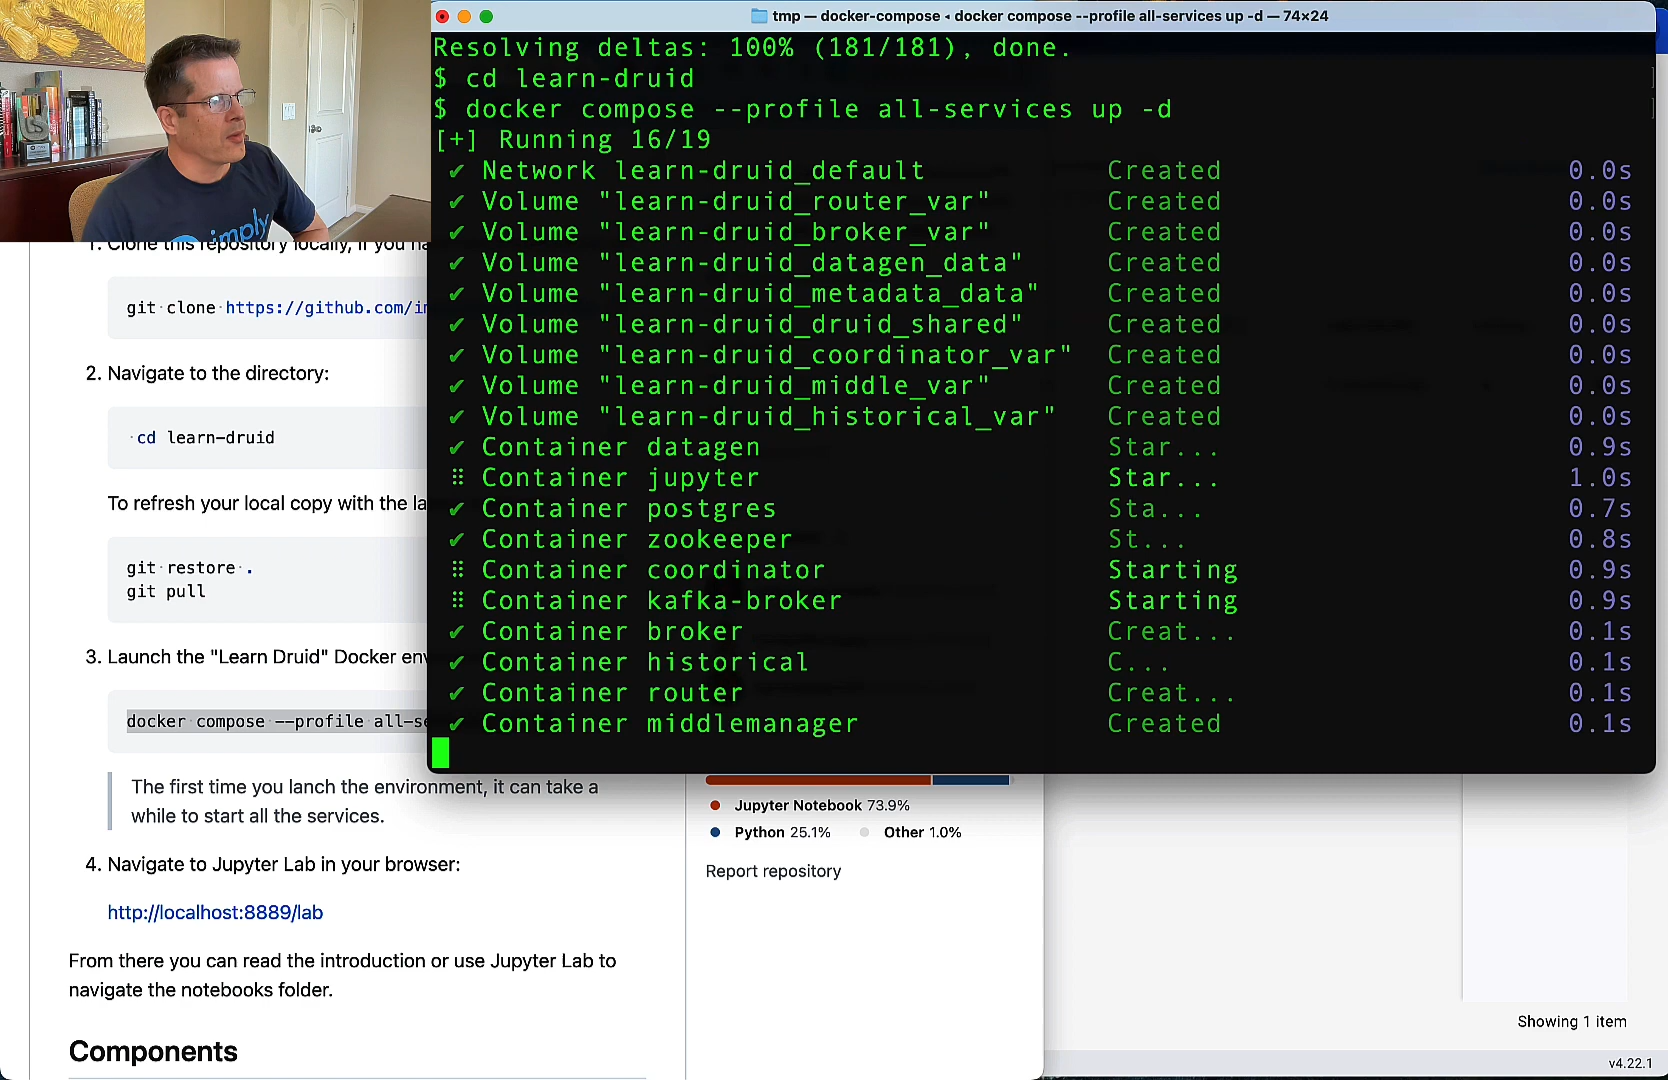 tmp — docker-compose ◂ docker compose --profile all-services up -d — 74×24
Resolving deltas: 100% (181/181), done.
$ cd learn-druid
$ docker compose --profile all-services up -d
[+] Running 16/19
✔ Network learn-druid_default Created 0.0s
✔ Volume "learn-druid_router_var" Created 0.0s
✔ Volume "learn-druid_broker_var" Created 0.0s
✔ Volume "learn-druid_datagen_data" Created 0.0s
✔ Volume "learn-druid_metadata_data" Created 0.0s
✔ Volume "learn-druid_druid_shared" Created 0.0s
✔ Volume "learn-druid_coordinator_var" Created 0.0s
✔ Volume "learn-druid_middle_var" Created 0.0s
✔ Volume "learn-druid_historical_var" Created 0.0s
✔ Container datagen Star... 0.9s
⠿ Container jupyter Star... 1.0s
✔ Container postgres Sta... 0.7s
✔ Container zookeeper St... 0.8s
⠿ Container coordinator Starting 0.9s
⠿ Container kafka-broker Starting 0.9s
✔ Container broker Creat... 0.1s
✔ Container historical C... 0.1s
✔ Container router Creat... 0.1s
✔ Container middlemanager Created 0.1s
imply
1. Clone this repository locally, if you ha
git clone https://github.com/im
2. Navigate to the directory:
cd learn-druid
To refresh your local copy with the la
git restore .
git pull
3. Launch the "Learn Druid" Docker env
docker compose --profile all-se
The first time you lanch the environment, it can take a
while to start all the services.
4. Navigate to Jupyter Lab in your browser:
http://localhost:8889/lab
From there you can read the introduction or use Jupyter Lab to
navigate the notebooks folder.
Components
Jupyter Notebook 73.9%
Python 25.1% Other 1.0%
Report repository
Showing 1 item
v4.22.1